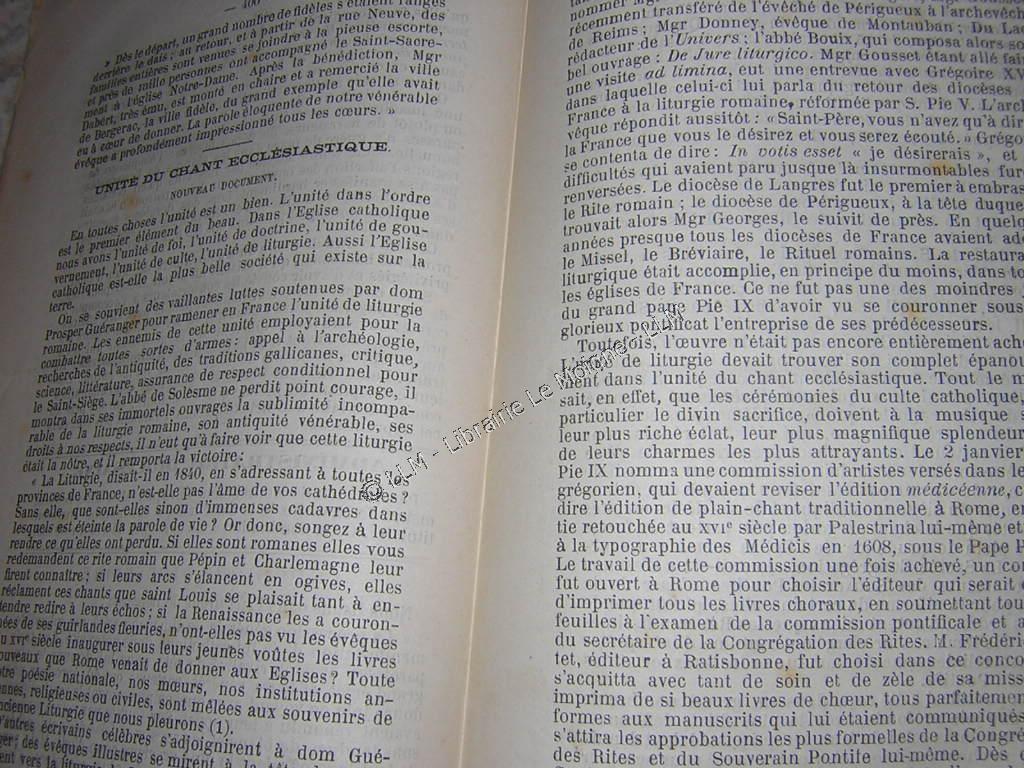 — 400 —
» Dès le départ, un grand nombre de fidèles s'étaient rangés
derrière le dais ; au retour, et à partir de la rue Neuve, des
familles entières sont venues se joindre à la pieuse escorte,
et près de mille personnes ont accompagné le Saint-Sacre-
ment à l'église Notre-Dame. Après la bénédiction, Mgr
Dabert, très ému, est monté en chaire et a remercié la ville
de Bergerac, la ville fidèle, du grand exemple qu'elle avait
eu à cœur de donner. La parole éloquente de notre vénérable
évêque a profondément impressionné tous les cœurs. »
UNITÉ DU CHANT ECCLÉSIASTIQUE.
NOUVEAU DOCUMENT.
En toutes choses l'unité est un bien. L'unité dans l'ordre
est le premier élément du beau. Dans l'Eglise catholique
nous avons l'unité de foi, l'unité de doctrine, l'unité de gou-
vernement, l'unité de culte, l'unité de liturgie. Aussi l'Eglise
catholique est-elle la plus belle société qui existe sur la
terre.
On se souvient des vaillantes luttes soutenues par dom
Prosper Guéranger pour ramener en France l'unité de liturgie
romaine. Les ennemis de cette unité employaient pour la
combattre toutes sortes d'armes : appel à l'archéologie,
recherches de l'antiquité, des traditions gallicanes, critique,
science, littérature, assurance de respect conditionnel pour
le Saint-Siège. L'abbé de Solesme ne perdit point courage, il
montra dans ses immortels ouvrages la sublimité incompa-
rable de la liturgie romaine, son antiquité vénérable, ses
droits à nos respects, il n'eut qu'à faire voir que cette liturgie
était la nôtre, et il remporta la victoire :
« La Liturgie, disait-il en 1840, en s'adressant à toutes les
provinces de France, n'est-elle pas l'âme de vos cathédrales ?
Sans elle, que sont-elles sinon d'immenses cadavres dans
lesquels est éteinte la parole de vie ? Or donc, songez à leur
rendre ce qu'elles ont perdu. Si elles sont romanes elles vous
redemandent ce rite romain que Pépin et Charlemagne leur
firent connaître ; si leurs arcs s'élancent en ogives, elles
réclament ces chants que saint Louis se plaisait tant à en-
tendre redire à leurs échos ; si la Renaissance les a couron-
nées de ses guirlandes fleuries, n'ont-elles pas vu les évêques
du XVIe siècle inaugurer sous leurs jeunes voûtes les livres
nouveaux que Rome venait de donner aux Eglises ? Toute
notre poésie nationale, nos mœurs, nos institutions an-
ennes, religieuses ou civiles, sont mêlées aux souvenirs de
ancienne Liturgie que nous pleurons (1).
D'autres écrivains célèbres s'adjoignirent à dom Gué-
ger ; des évêques illustres se mirent à la tête
ent vers la liturgie
nommer Mgr
récemment transféré de l'évêché de Périgueux à l'archevêch
de Reims ; Mgr Donney, évêque de Montauban ; Du Lac
rédacteur de l'Univers ; l'abbé Bouix, qui composa alors so
bel ouvrage : De Jure liturgico. Mgr Gousset étant allé fair
une visite ad limina, eut une entrevue avec Grégoire XV
dans laquelle celui-ci lui parla du retour des diocèses
France à la liturgie romaine, réformée par S. Pie V. L'arch
vêque répondit aussitôt : « Saint-Père, vous n'avez qu'à dir
la France que vous le désirez et vous serez écouté. » Grégo
se contenta de dire : In votis esset « je désirerais », et
difficultés qui avaient paru jusque là insurmontables fure
renversées. Le diocèse de Langres fut le premier à embras
le Rite romain ; le diocèse de Périgueux, à la tête duquel
trouvait alors Mgr Georges, le suivit de près. En quelqu
années presque tous les diocèses de France avaient ado
le Missel, le Bréviaire, le Rituel romains. La restaurat
liturgique était accomplie, en principe du moins, dans to
les églises de France. Ce ne fut pas une des moindres
du grand pape Pie IX d'avoir vu se couronner sous
glorieux pontificat l'entreprise de ses prédécesseurs.
Toutefois, l'œuvre n'était pas encore entièrement ache
L'unité de liturgie devait trouver son complet épanou
ment dans l'unité du chant ecclésiastique. Tout le m
sait, en effet, que les cérémonies du culte catholique,
particulier le divin sacrifice, doivent à la musique s
leur plus riche éclat, leur plus magnifique splendeur
de leurs charmes les plus attrayants. Le 2 janvier
Pie IX nomma une commission d'artistes versés dans le
grégorien, qui devaient reviser l'édition médicéenne, c
dire l'édition de plain-chant traditionnelle à Rome, en
tie retouchée au XVIe siècle par Palestrina lui-même et
à la typographie des Médicis en 1608, sous le Pape P
Le travail de cette commission une fois achevé, un con
fut ouvert à Rome pour choisir l'éditeur qui serait c
d'imprimer tous les livres choraux, en soumettant tou
feuilles à l'examen de la commission pontificale et a
du secrétaire de la Congrégation des Rites. M. Frédéri
tet, éditeur à Ratisbonne, fut choisi dans ce conco
s'acquitta avec tant de soin et de zèle de sa miss
imprima de si beaux livres de chœur, tous parfaitemen
formes aux manuscrits qui lui étaient communiqués
s'attira les approbations les plus formelles de la Congré
des Rites et du Souverain Pontife lui-même. Dès
© LLM - Librairie Le Moigneois LLM